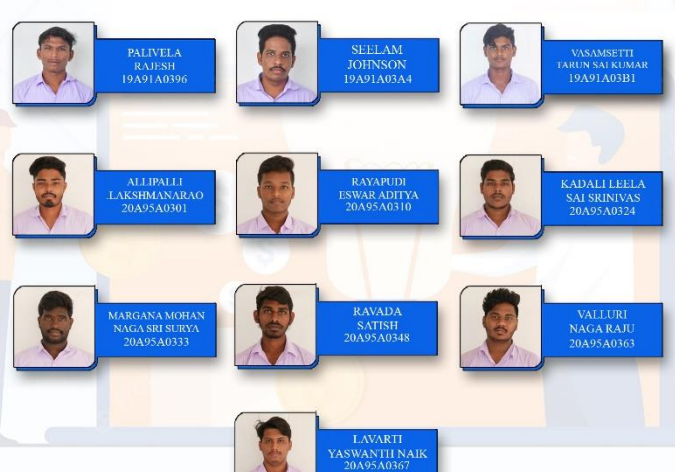 PALIVELA
RAJESH
19A91A0396
SEELAM
JOHNSON
19A91A03A4
VASAMSETTI
TARUN SAI KUMAR
19A91A03B1
ALLIPALLI
.LAKSHMANARAO
20A95A0301
RAYAPUDI
ESWAR ADITYA
20A95A0310
KADALI LEELA
SAI SRINIVAS
20A95A0324
MARGANA MOHAN
NAGA SRI SURYA
20A95A0333
RAVADA
SATISH
20A95A0348
VALLURI
NAGA RAJU
20A95A0363
LAVARTI
YASWANTH NAIK
20A95A0367